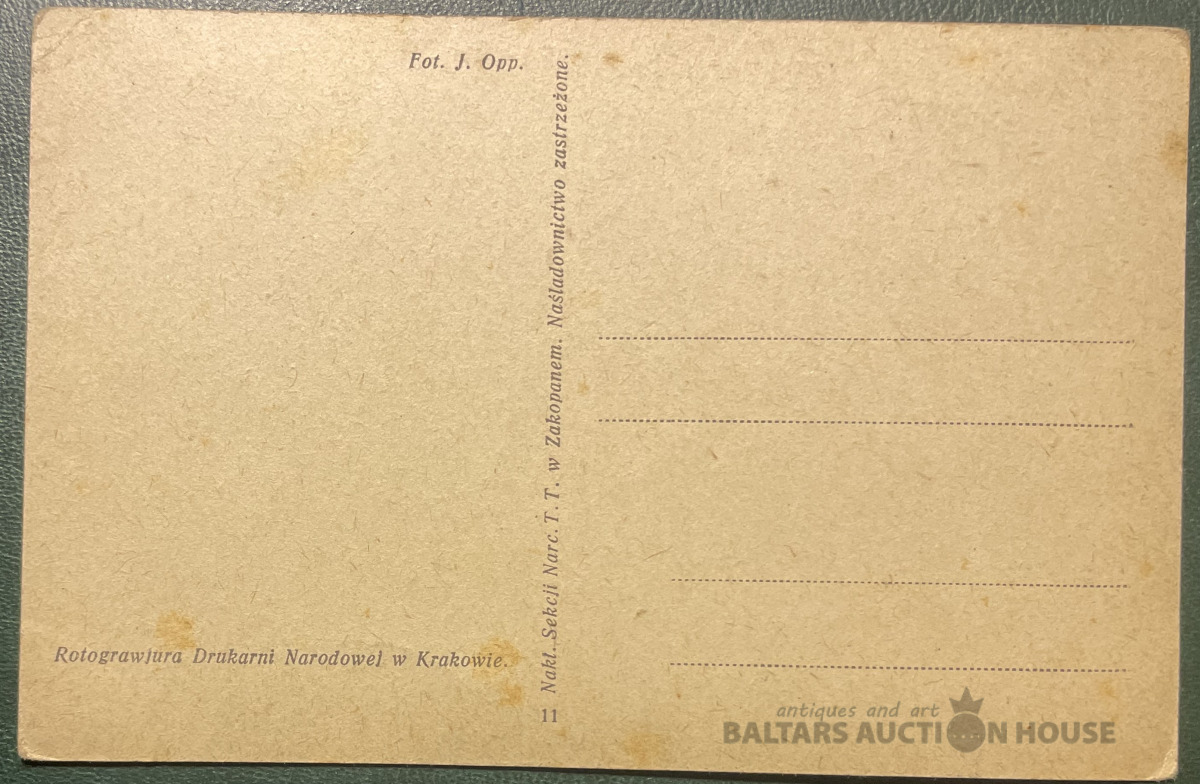 Fot. J. Opp.
Nakł. Sekcji Narc. T. T. w Zakopanem. Naśladownictwo zastrzeżone.
Rotograwjura Drukarni Narodowej w Krakowie.
11
antiques and art
BALTARS AUCTION HOUSE